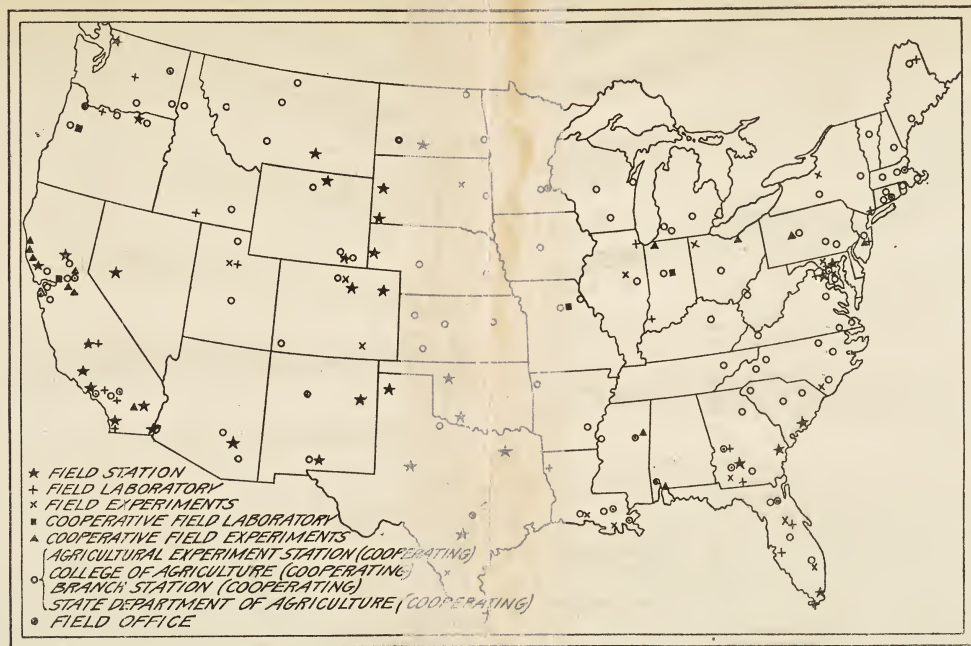 FIELD STATION
FIELD LABORATORY
FIELD EXPERIMENTS
COOPERATIVE FIELD LABORATORY
COOPERATIVE FIELD EXPERIMENTS
AGRICULTURAL EXPERIMENT STATION (COOPERATING)
COLLEGE OF AGRICULTURE (COOPERATING)
BRANCH STATION (COOPERATING)
STATE DEPARTMENT OF AGRICULTURE (COOPERATING)
FIELD OFFICE